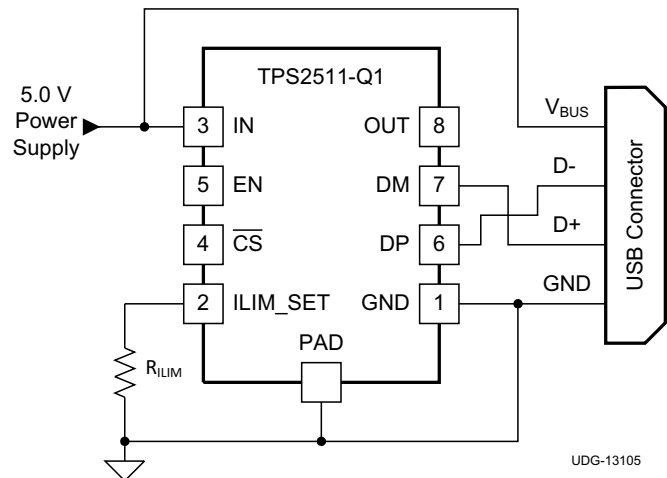 TPS2511-Q1
5.0 V
Power
Supply
3 IN
OUT 8
VBUS
5 EN
DM 7
D-
4 CS
DP 6
D+
2 ILIM_SET
GND 1
GND
PAD
RILIM
USB Connector
UDG-13105